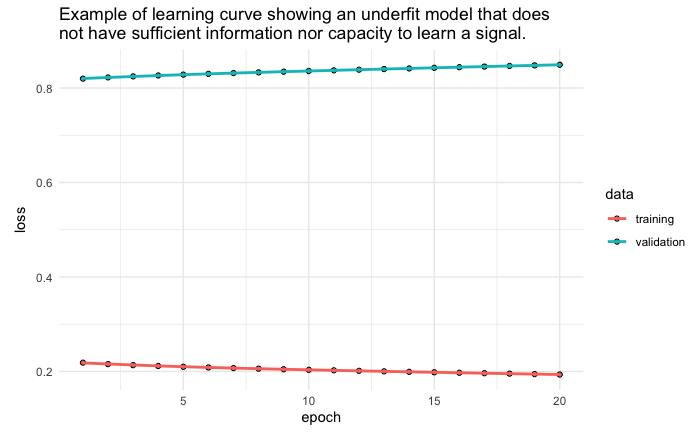 Example of learning curve showing an underfit model that does
not have sufficient information nor capacity to learn a signal.
0.8
0.6
0.4
0.2
loss
5
10
15
20
epoch
data
training
validation